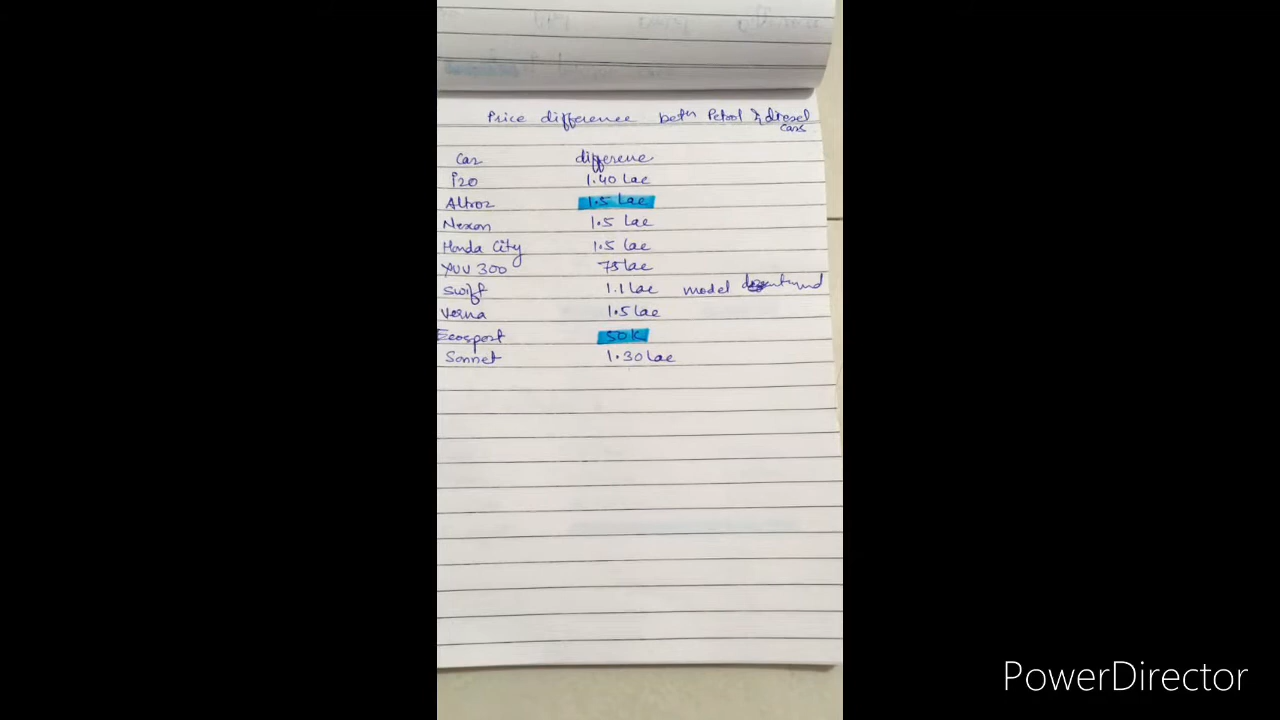 Price difference betn Petrol & diesel cars
Car difference
i20 1.40 Lac
Altroz 1.5 Lac
Nexon 1.5 Lac
Honda City 1.5 Lac
XUV 300 75 lac
Swift 1.1 Lac model
Verna 1.5 Lac
Ecosport 50K
Sonnet 1.30 Lac
PowerDirector